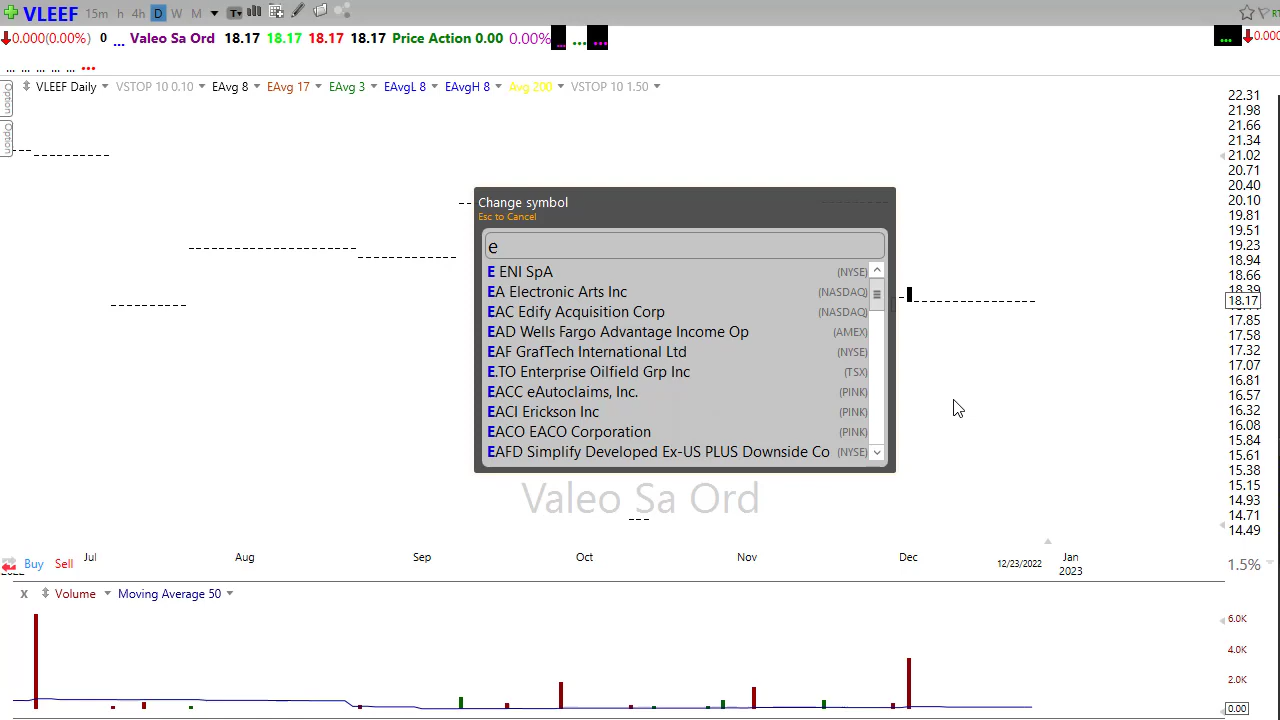 VLEEF 15m h 4h D W M T
0.000(0.00%) 0 ... Valeo Sa Ord 18.17 18.17 18.17 18.17 Price Action 0.00 0.00% ... ... ... ... 0.000
... ... ... ... ... ...
VLEEF Daily VSTOP 10 0.10 EAvg 8 EAvg 17 EAvg 3 EAvgL 8 EAvgH 8 Avg 200 VSTOP 10 1.50
Option
Option
Change symbol
Esc to Cancel
e
E ENI SpA (NYSE)
EA Electronic Arts Inc (NASDAQ)
EAC Edify Acquisition Corp (NASDAQ)
EAD Wells Fargo Advantage Income Op (AMEX)
EAF GrafTech International Ltd (NYSE)
E.TO Enterprise Oilfield Grp Inc (TSX)
EACC eAutoclaims, Inc. (PINK)
EACI Erickson Inc (PINK)
EACO EACO Corporation (PINK)
EAFD Simplify Developed Ex-US PLUS Downside Co (NYSE)
Valeo Sa Ord
22.31
21.98
21.66
21.34
21.02
20.71
20.40
20.10
19.81
19.51
19.23
18.94
18.66
18.39
18.17
17.85
17.58
17.32
17.07
16.81
16.57
16.32
16.08
15.84
15.61
15.38
15.15
14.93
14.71
14.49
Buy Sell Jul Aug Sep Oct Nov Dec 12/23/2022 Jan
2023
1.5%
X Volume Moving Average 50
6.0K
4.0K
2.0K
0.00